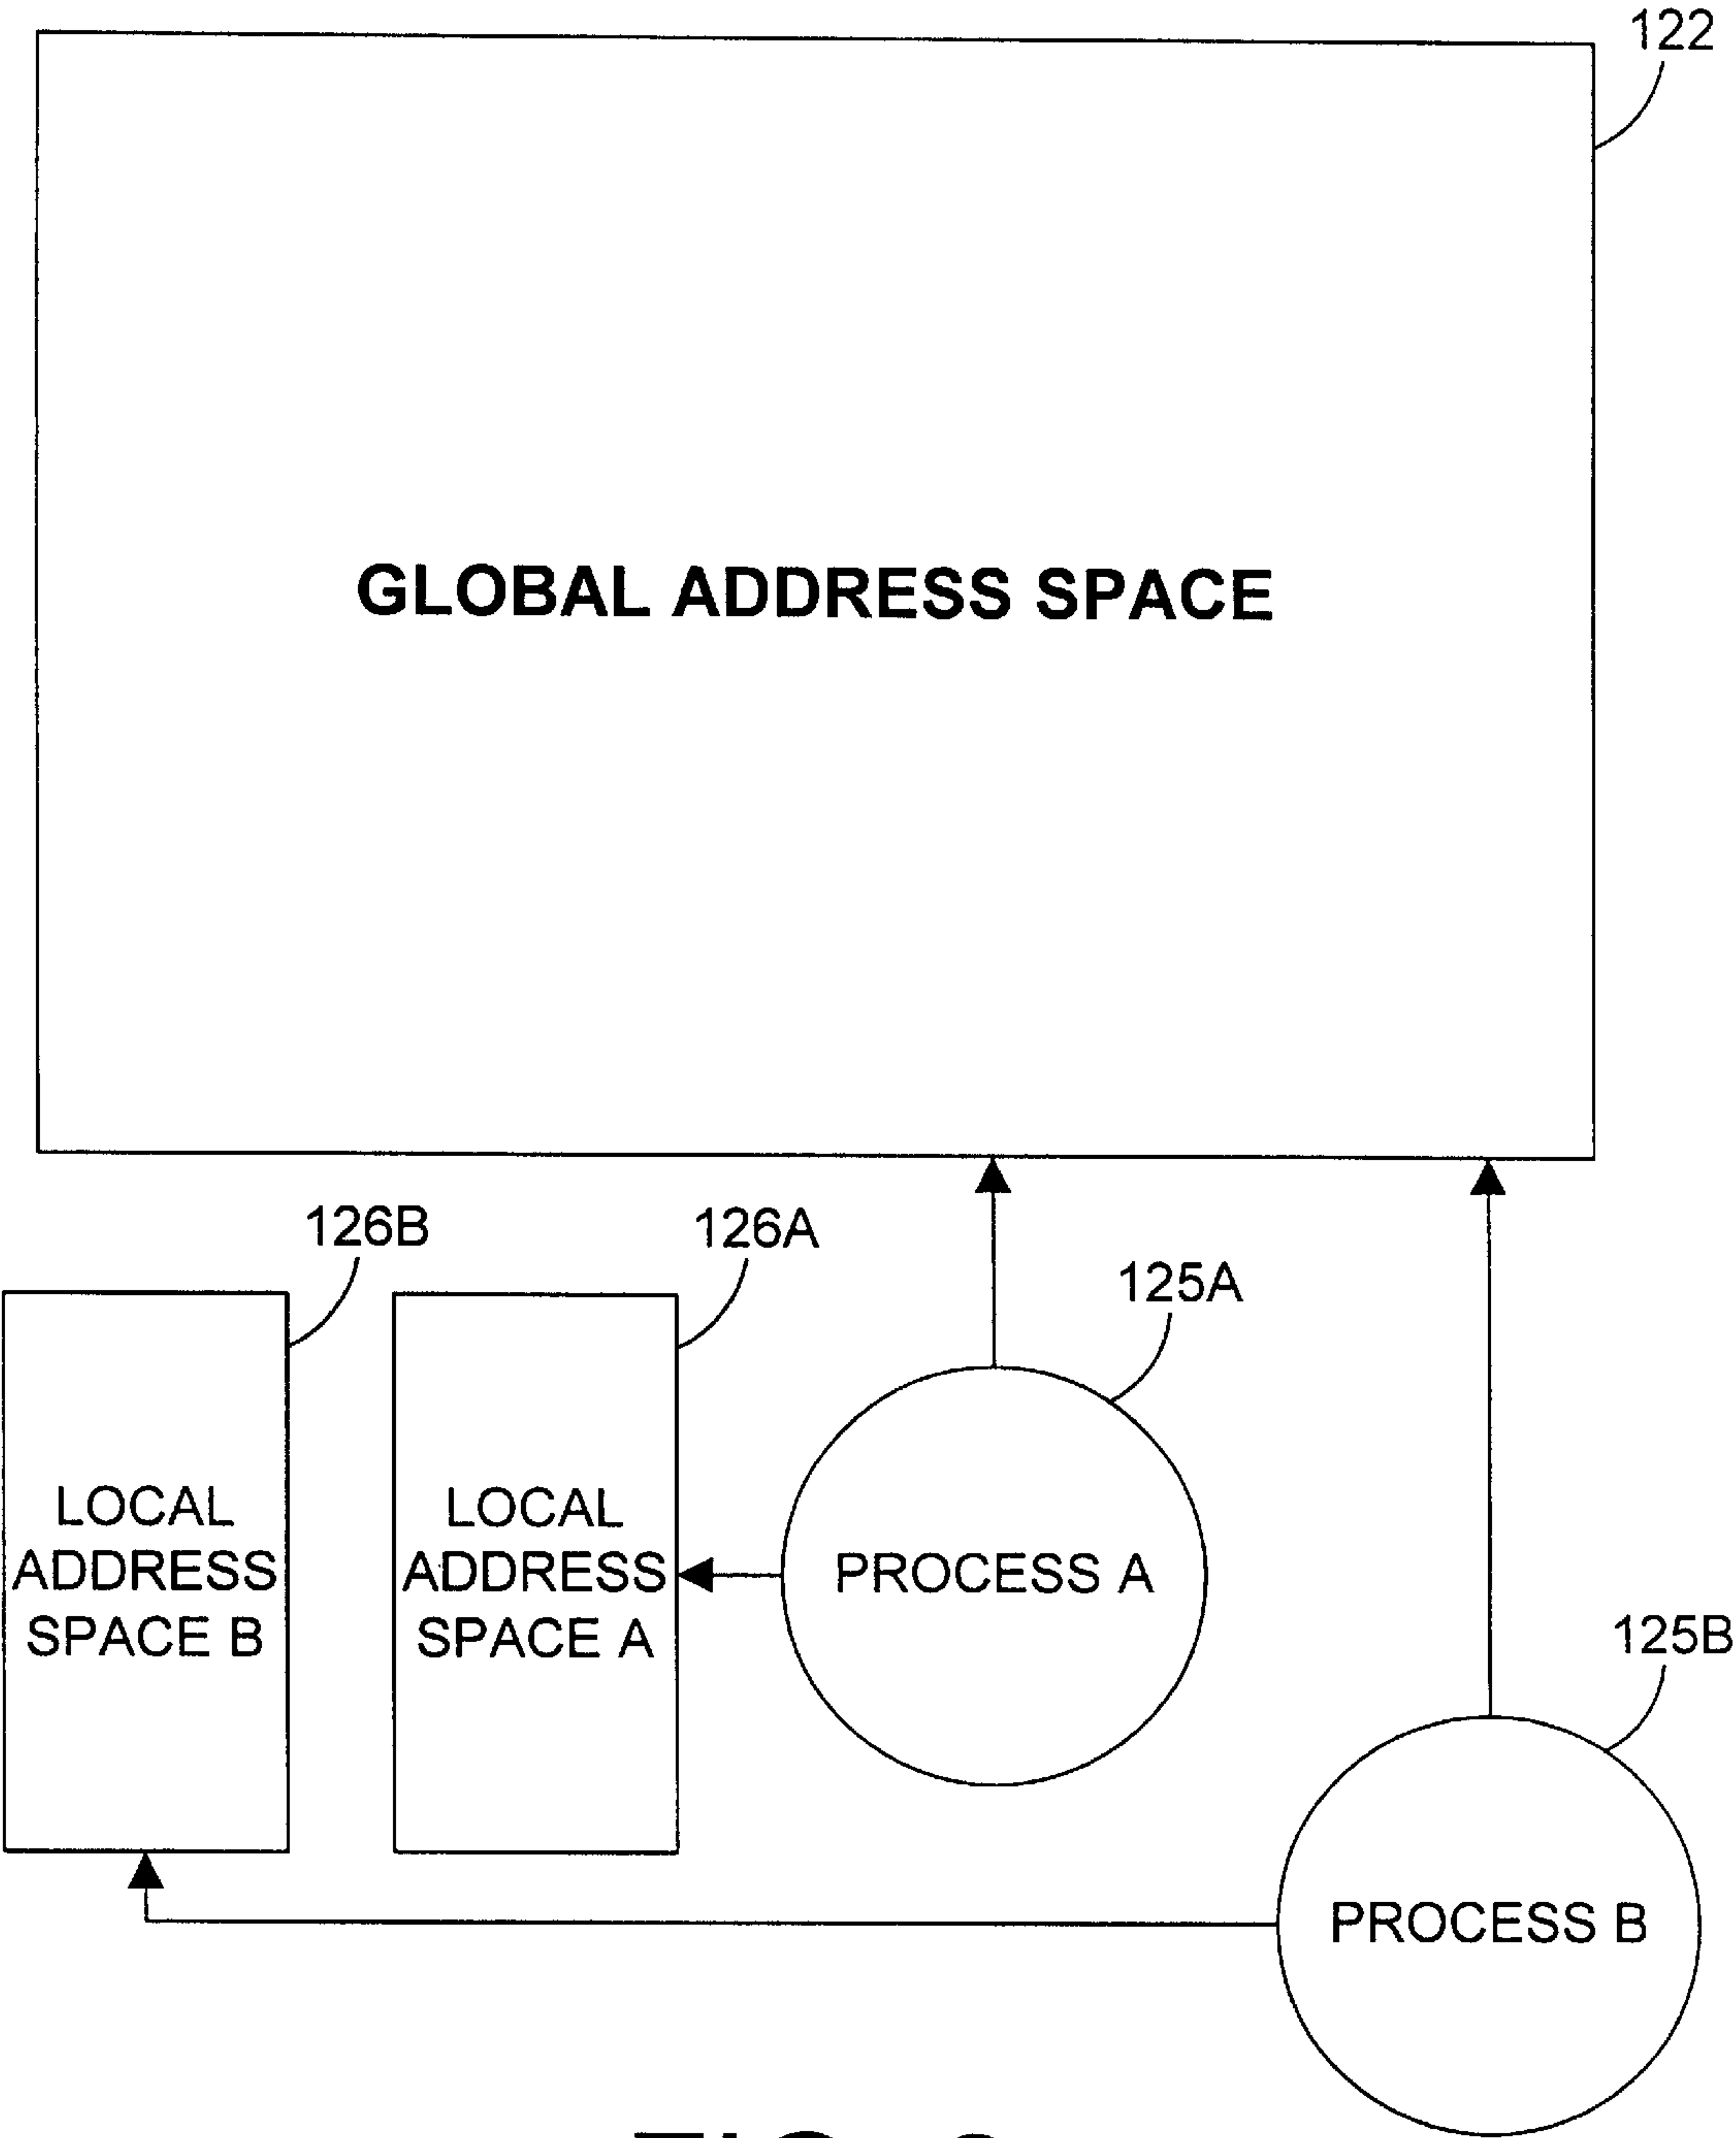 122
GLOBAL ADDRESS SPACE
126B
126A
125A
LOCAL
ADDRESS
SPACE B
LOCAL
ADDRESS
SPACE A
PROCESS A
125B
PROCESS B